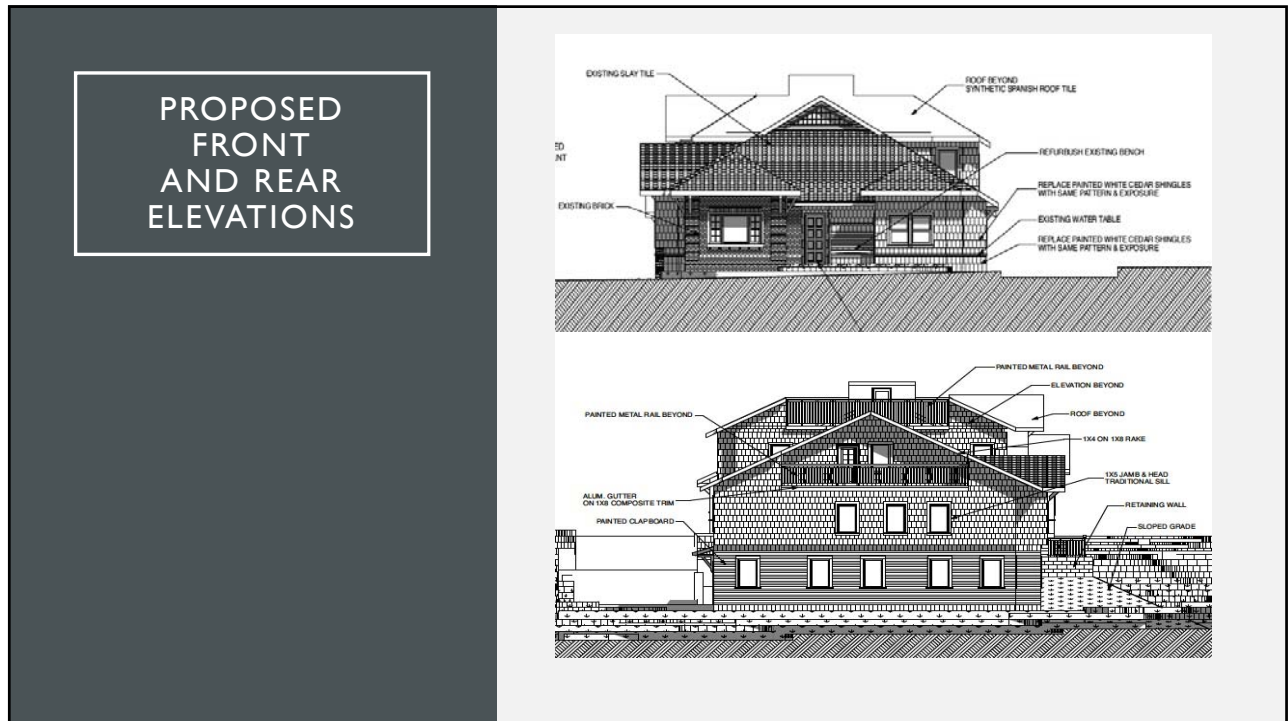 PROPOSED
FRONT
AND REAR
ELEVATIONS
EXISTING SLAY TILE
ROOF BEYOND
SYNTHETIC SPANISH ROOF TILE
ED
NT
REFURBISH EXISTING BENCH
REPLACE PAINTED WHITE CEDAR SHINGLES
WITH SAME PATTERN & EXPOSURE
EXISTING BRICK
EXISTING WATER TABLE
REPLACE PAINTED WHITE CEDAR SHINGLES
WITH SAME PATTERN & EXPOSURE
PAINTED METAL RAIL BEYOND
ELEVATION BEYOND
PAINTED METAL RAIL BEYOND
ROOF BEYOND
1X4 ON 1X8 RAKE
1X5 JAMB & HEAD
TRADITIONAL SILL
ALUM. GUTTER
ON 1X8 COMPOSITE TRIM
RETAINING WALL
PAINTED CLAPBOARD
SLOPED GRADE